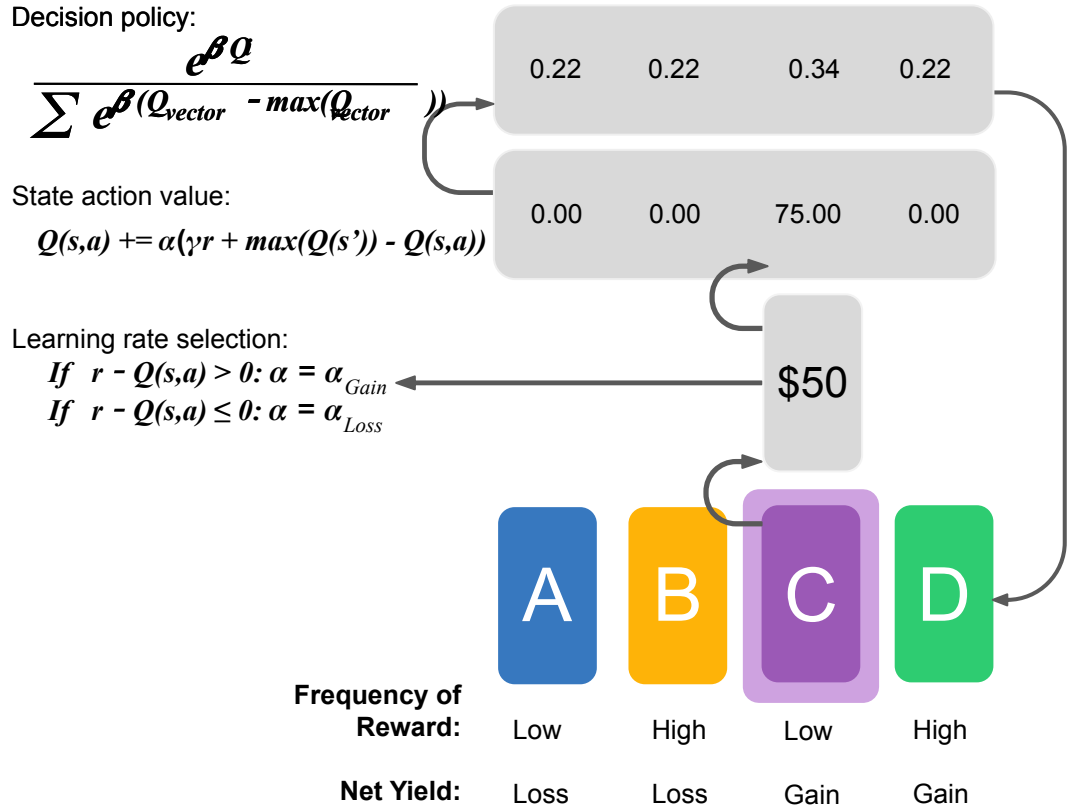 Decision policy:
e^β Qi
∑ e^β (Q_vector - max(Q_vector))
0.22 0.22 0.34 0.22
State action value:
Q(s,a) += α(γr + max(Q(s’)) - Q(s,a))
0.00 0.00 75.00 0.00
Learning rate selection:
If r - Q(s,a) > 0: α = α_Gain
If r - Q(s,a) ≤ 0: α = α_Loss
$50
A B C D
Frequency of
Reward: Low High Low High
Net Yield: Loss Loss Gain Gain